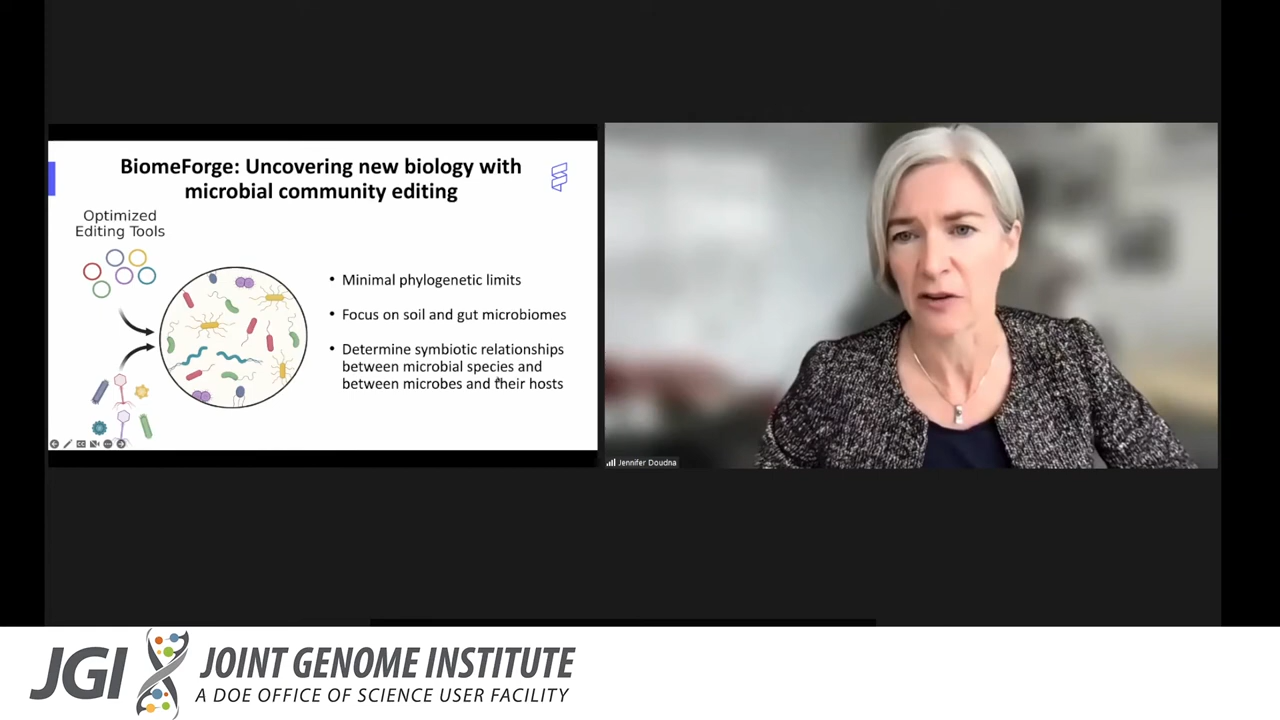 BiomeForge: Uncovering new biology with
microbial community editing
Optimized
Editing Tools
• Minimal phylogenetic limits
• Focus on soil and gut microbiomes
• Determine symbiotic relationships
between microbial species and
between microbes and their hosts
Jennifer Doudna
JGI
JOINT GENOME INSTITUTE
A DOE OFFICE OF SCIENCE USER FACILITY